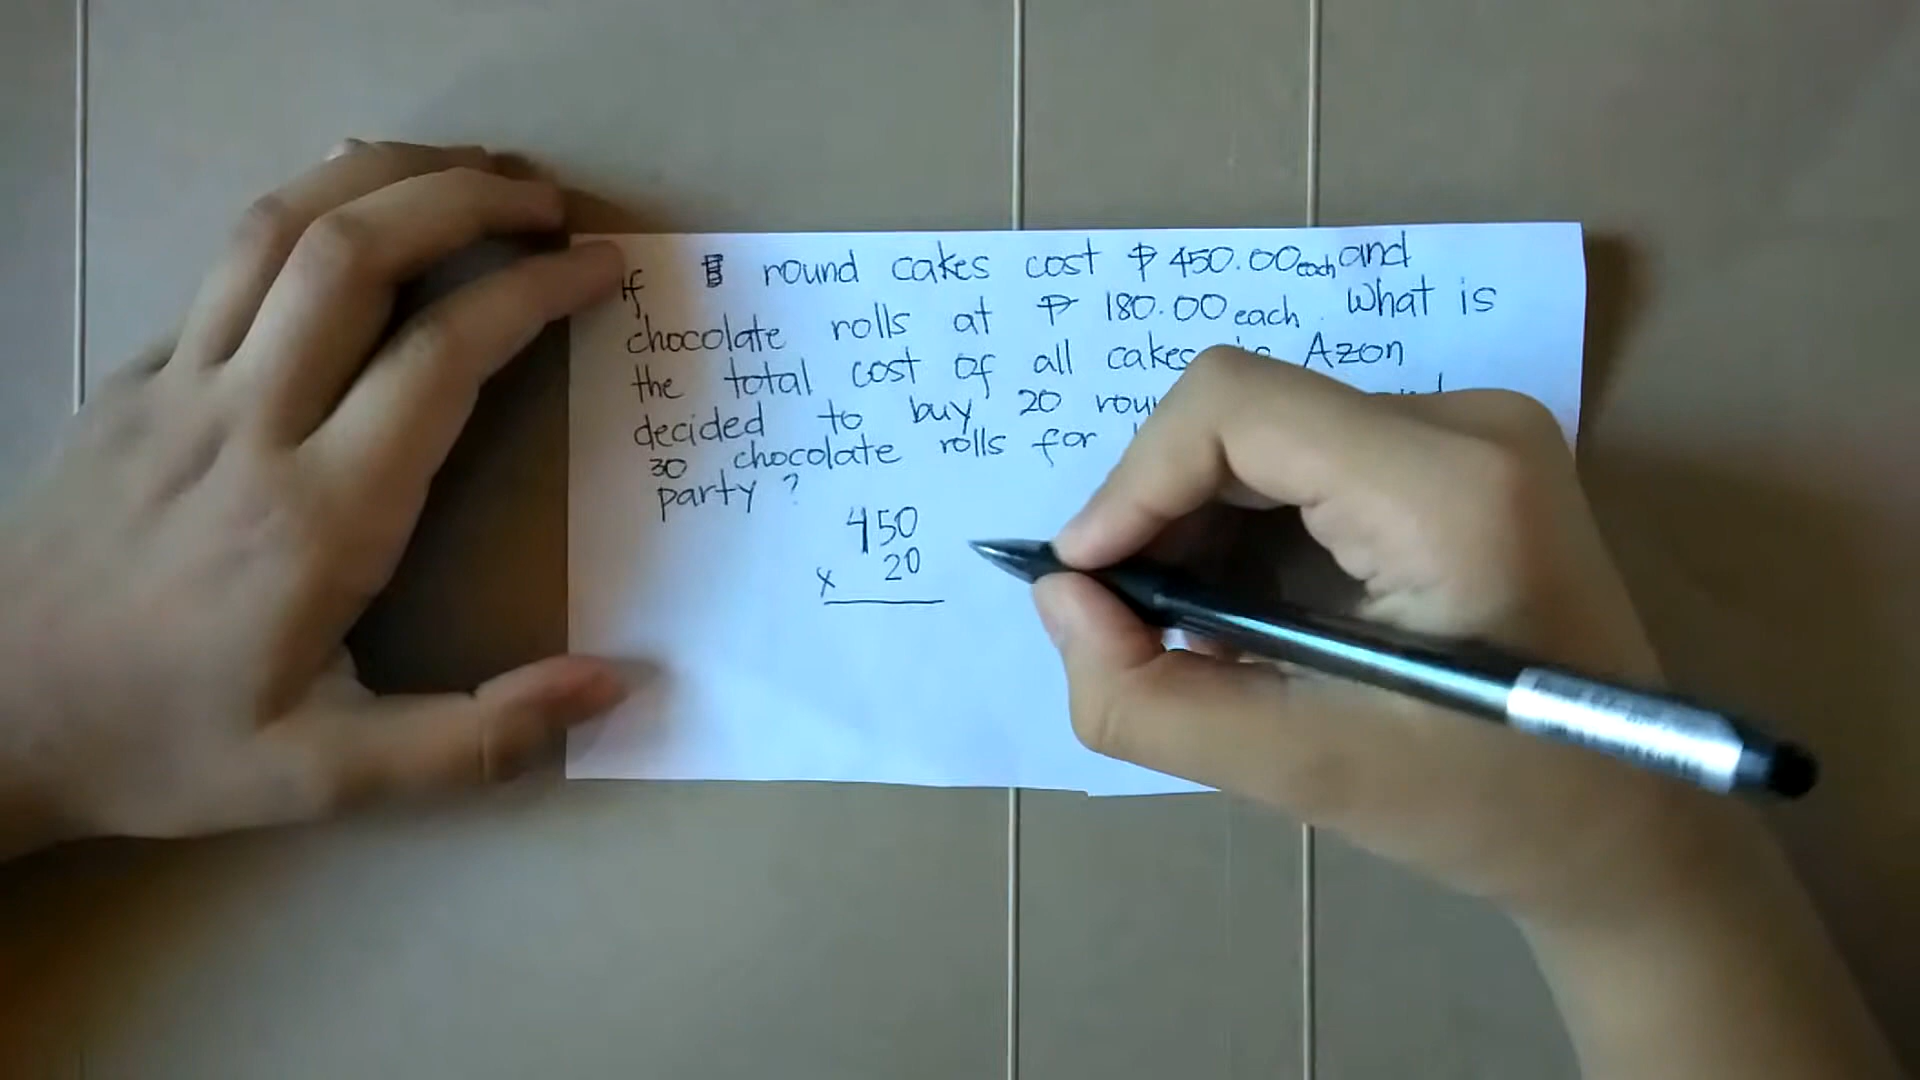 If round cakes cost ₱450.00 each and
chocolate rolls at ₱ 180.00 each. What is
the total cost of all cakes Azon
decided to buy 20
30 chocolate rolls for
party ?
450
x 20